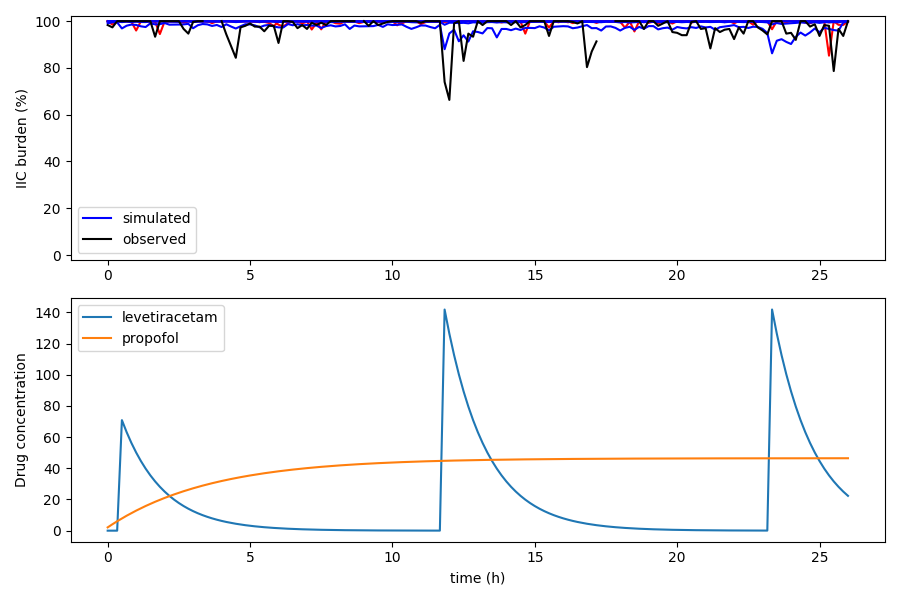 IIC burden (%)
100
80
60
40
20
0
simulated
observed
0 5 10 15 20 25
Drug concentration
140
120
100
80
60
40
20
0
levetiracetam
propofol
0 5 10 15 20 25
time (h)